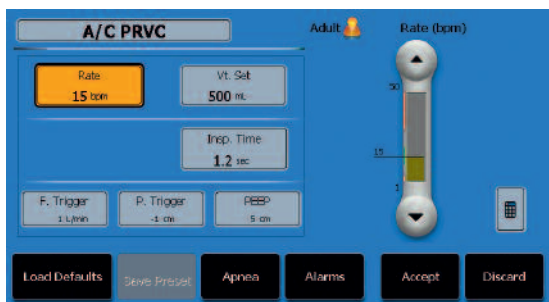 A/C PRVC
Adult
Rate (bpm)
Rate
15 bpm
Vt. Set
500 mL
50
Insp. Time
1.2 sec
15
1
F. Trigger
1 L/min
P. Trigger
-1 cm
PEEP
5 cm
Load Defaults
Save Preset
Apnea
Alarms
Accept
Discard